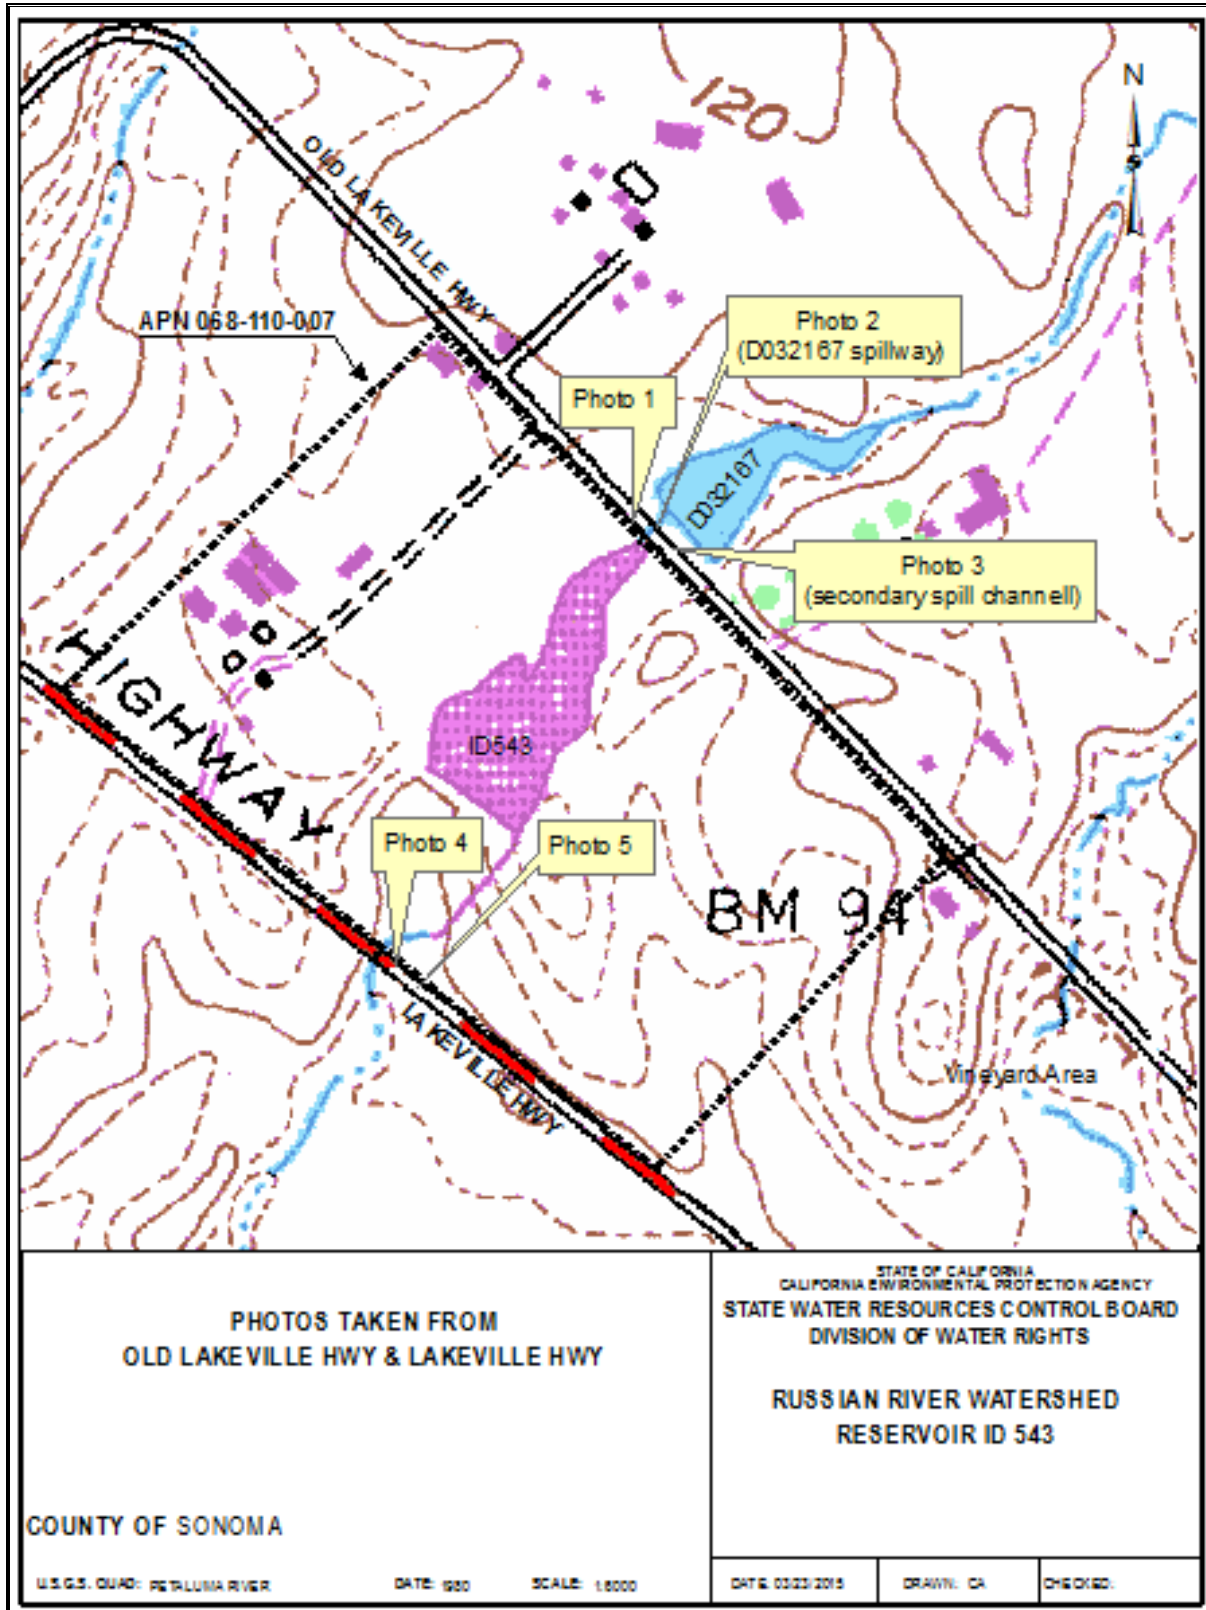 N
120
OLD LAKEVILLE HWY
APN 068-110-007
Photo 2
(D032167 spillway)
Photo 1
D032167
Photo 3
(secondary spill channell)
HIGHWAY
ID543
Photo 4
Photo 5
BM 94
LAKEVILLE HWY
Vineyard Area
PHOTOS TAKEN FROM
OLD LAKEVILLE HWY & LAKEVILLE HWY
COUNTY OF SONOMA
U.S.G.S. QUAD: PETALUMA RIVER DATE: 1980 SCALE: 1:6000
STATE OF CALIFORNIA
CALIFORNIA ENVIRONMENTAL PROTECTION AGENCY
STATE WATER RESOURCES CONTROL BOARD
DIVISION OF WATER RIGHTS
RUSSIAN RIVER WATERSHED
RESERVOIR ID 543
DATE: 03/23/2015 DRAWN: CA CHECKED: